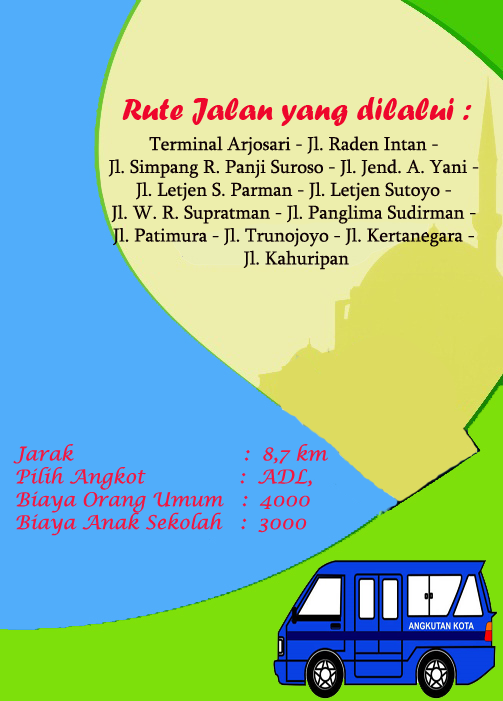 Rute Jalan yang dilalui :
Terminal Arjosari - Jl. Raden Intan -
Jl. Simpang R. Panji Suroso - Jl. Jend. A. Yani -
Jl. Letjen S. Parman - Jl. Letjen Sutoyo -
Jl. W. R. Supratman - Jl. Panglima Sudirman -
Jl. Patimura - Jl. Trunojoyo - Jl. Kertanegara -
Jl. Kahuripan
Jarak : 8,7 km
Pilih Angkot : ADL,
Biaya Orang Umum : 4000
Biaya Anak Sekolah : 3000
ANGKUTAN KOTA